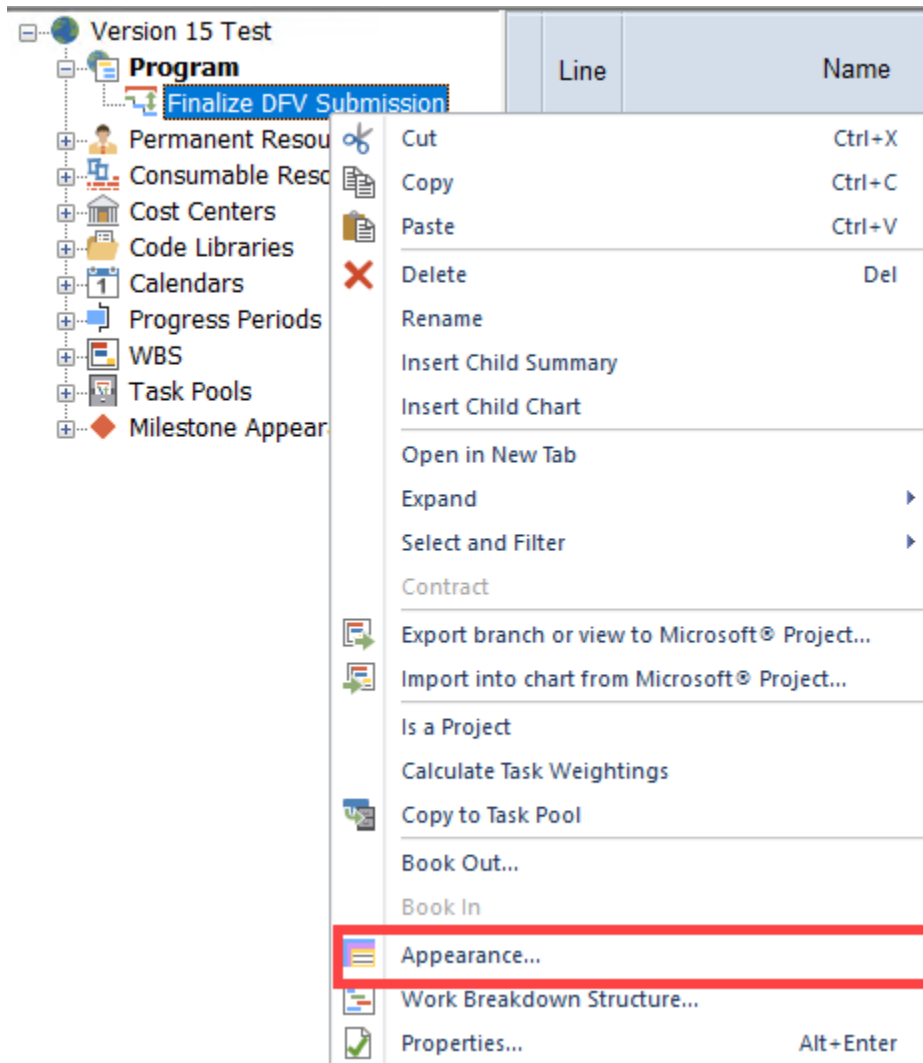 Version 15 Test
Program
Finalize DFV Submission
Permanent Resou
Consumable Resc
Cost Centers
Code Libraries
1 Calendars
Progress Periods
WBS
Task Pools
Milestone Appear
Line Name
Cut Ctrl+X
Copy Ctrl+C
Paste Ctrl+V
Delete Del
Rename
Insert Child Summary
Insert Child Chart
Open in New Tab
Expand
Select and Filter
Contract
Export branch or view to Microsoft® Project...
Import into chart from Microsoft® Project...
Is a Project
Calculate Task Weightings
Copy to Task Pool
Book Out...
Book In
Appearance...
Work Breakdown Structure...
Properties... Alt+Enter